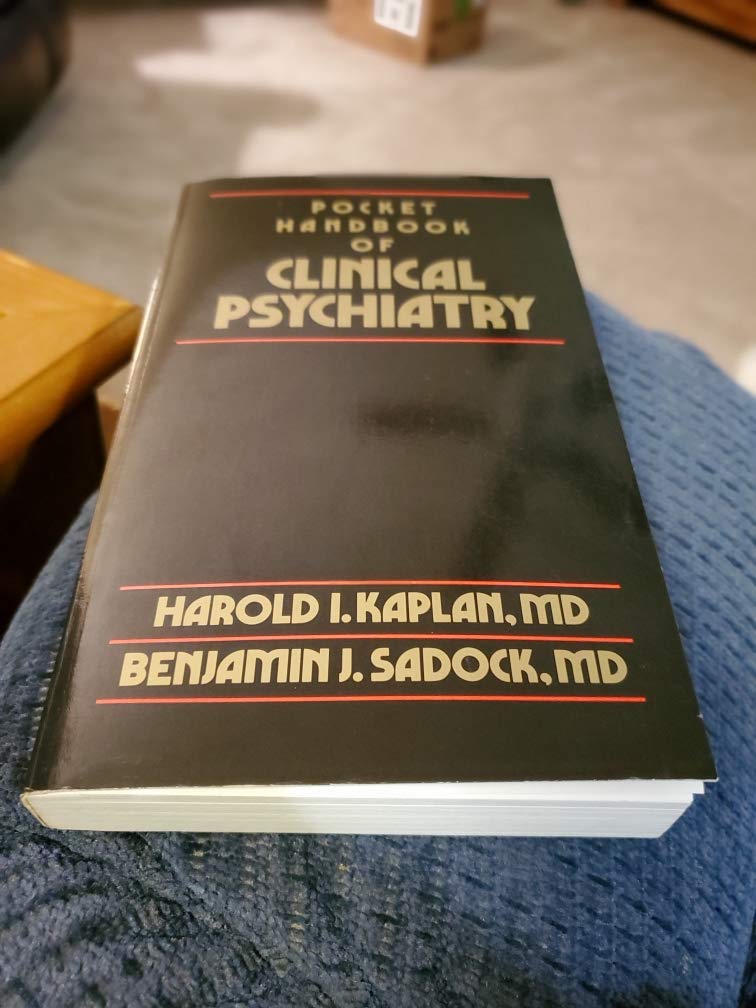 POCKET
HANDBOOK
OF
CLINICAL
PSYCHIATRY
HAROLD I. KAPLAN, MD
BENJAMIN J. SADOCK, MD